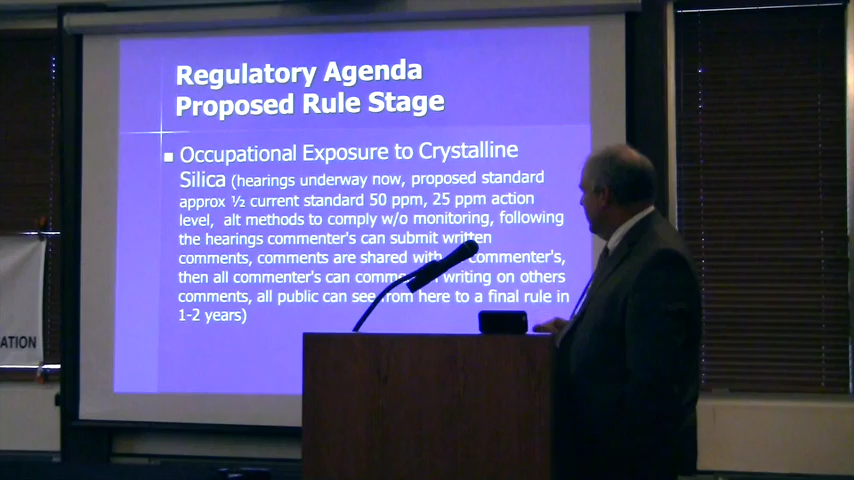 Regulatory Agenda
Proposed Rule Stage
Occupational Exposure to Crystalline
Silica (hearings underway now, proposed standard
approx ½ current standard 50 ppm, 25 ppm action
level, alt methods to comply w/o monitoring, following
the hearings commenter's can submit written
comments, comments are shared with commenter's,
then all commenter's can writing on others
comments, all public can see from here to a final rule in
1-2 years)
ATION